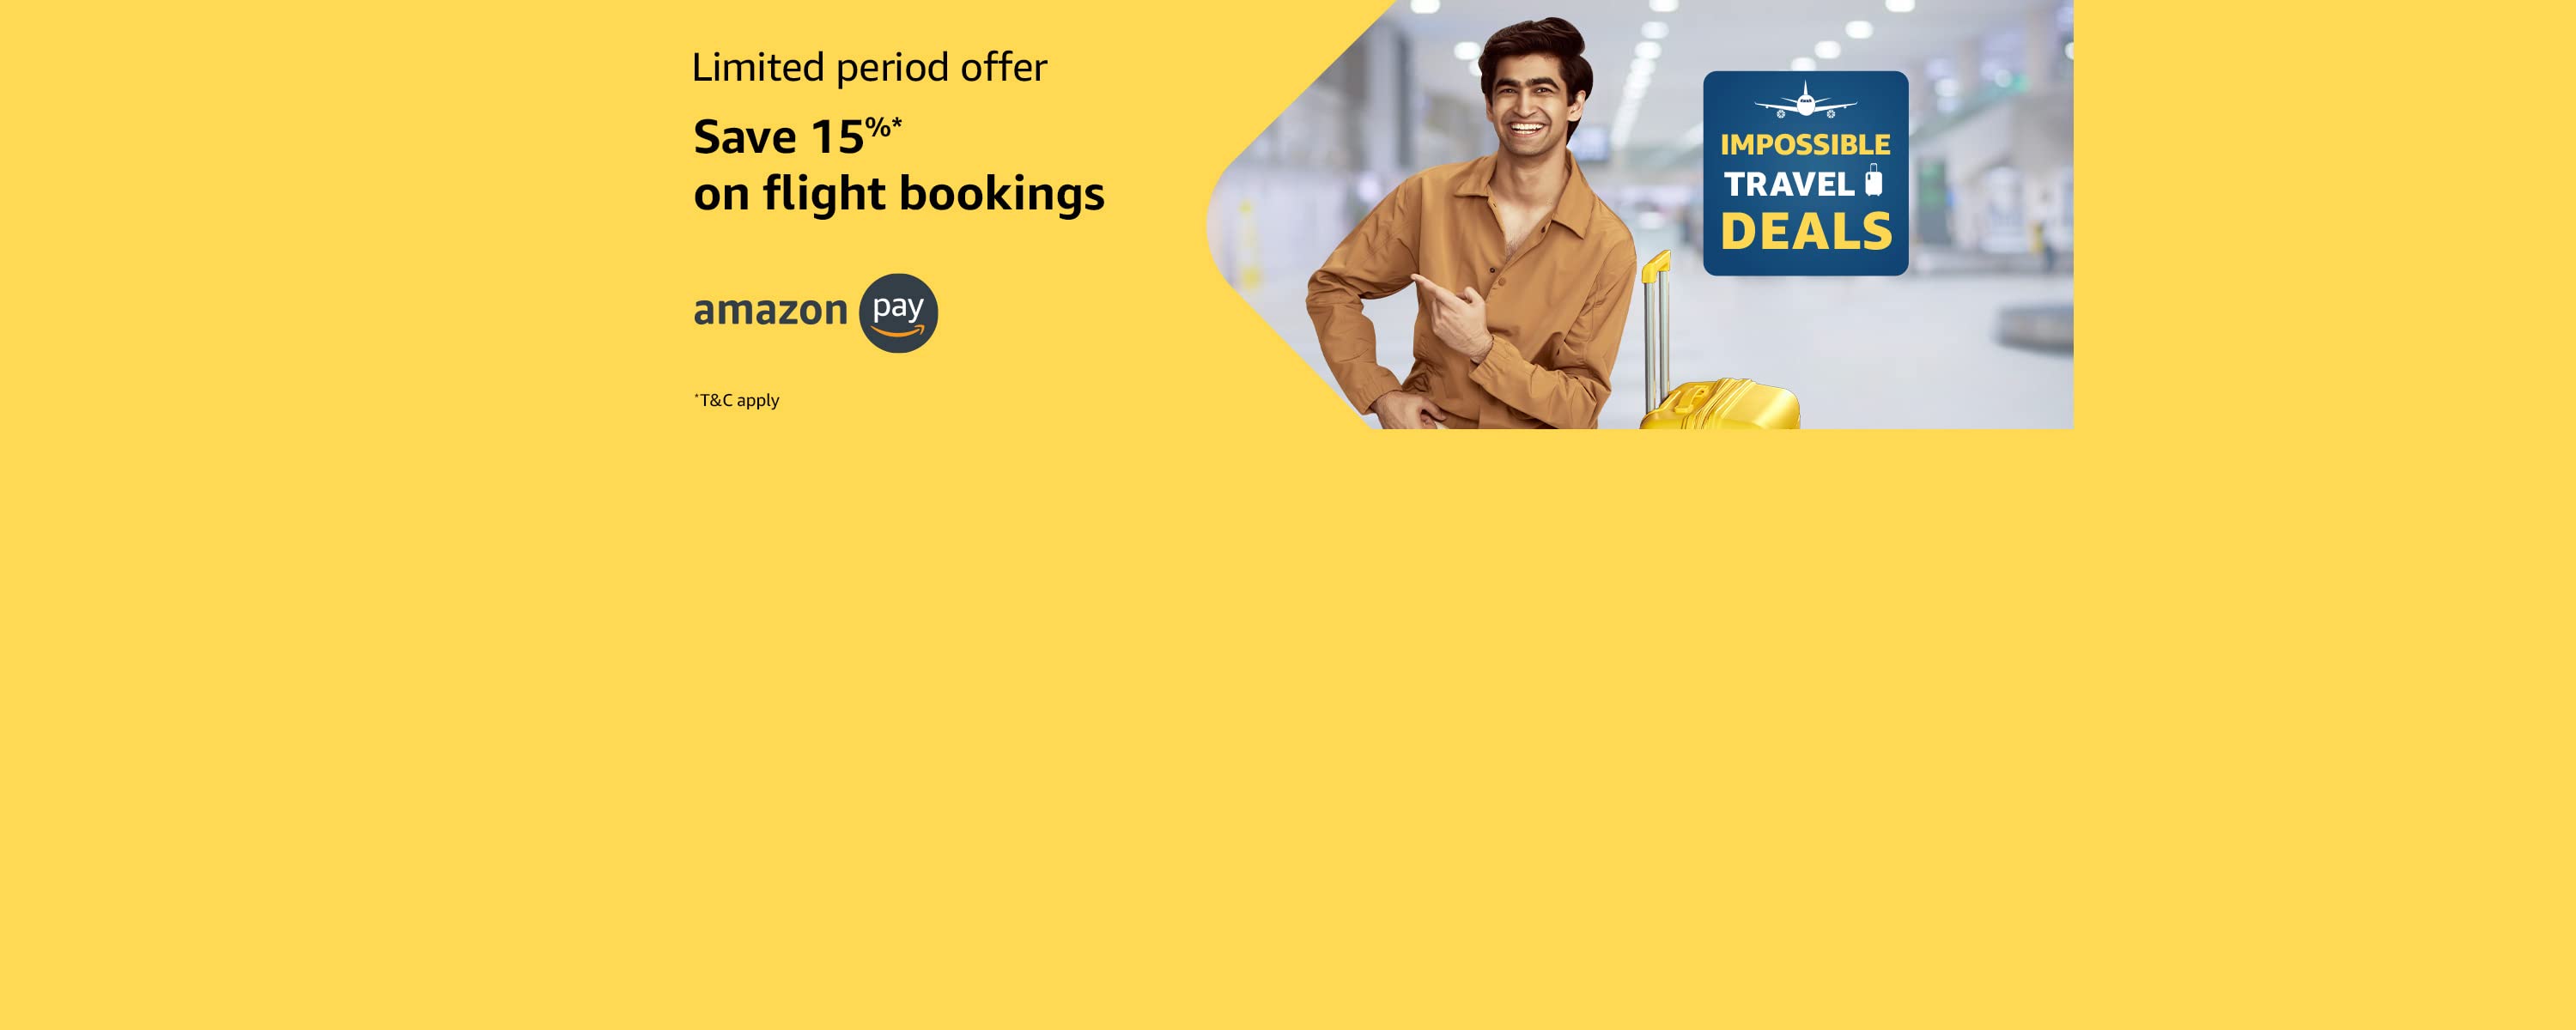 Limited period offer
Save 15%*
on flight bookings
amazon pay
*T&C apply
IMPOSSIBLE
TRAVEL
DEALS